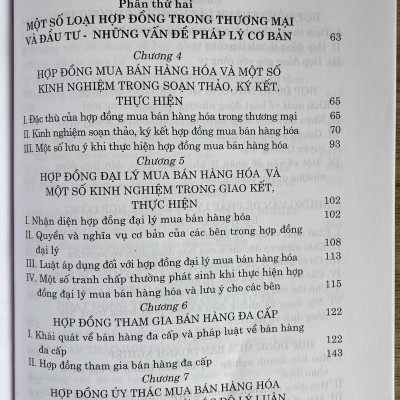 Phần thứ hai
MỘT SỐ LOẠI HỢP ĐỒNG TRONG THƯƠNG MẠI
VÀ ĐẦU TƯ - NHỮNG VẤN ĐỀ PHÁP LÝ CƠ BẢN 63
Chương 4
HỢP ĐỒNG MUA BÁN HÀNG HÓA VÀ MỘT SỐ
KINH NGHIỆM TRONG SOẠN THẢO, KÝ KẾT,
THỰC HIỆN 65
I. Đặc thù của hợp đồng mua bán hàng hóa trong thương mại 65
II. Kinh nghiệm soạn thảo, ký kết hợp đồng mua bán hàng hóa 70
III. Một số lưu ý khi thực hiện hợp đồng mua bán hàng hóa 93
Chương 5
HỢP ĐỒNG ĐẠI LÝ MUA BÁN HÀNG HÓA VÀ
MỘT SỐ KINH NGHIỆM TRONG GIAO KẾT,
THỰC HIỆN 102
I. Nhận diện hợp đồng đại lý mua bán hàng hóa 102
II. Quyền và nghĩa vụ cơ bản của các bên trong hợp đồng
đại lý 108
III. Luật áp dụng đối với hợp đồng đại lý mua bán hàng hóa 113
IV. Một số tranh chấp thường phát sinh khi thực hiện hợp
đồng đại lý mua bán hàng hóa và lưu ý cho các bên 115
Chương 6
HỢP ĐỒNG THAM GIA BÁN HÀNG ĐA CẤP 122
I. Khái quát về bán hàng đa cấp và pháp luật về bán hàng
đa cấp 122
II. Hợp đồng tham gia bán hàng đa cấp 143
Chương 7
HỢP ĐỒNG ỦY THÁC MUA BÁN HÀNG HÓA
LÝ LUẬN